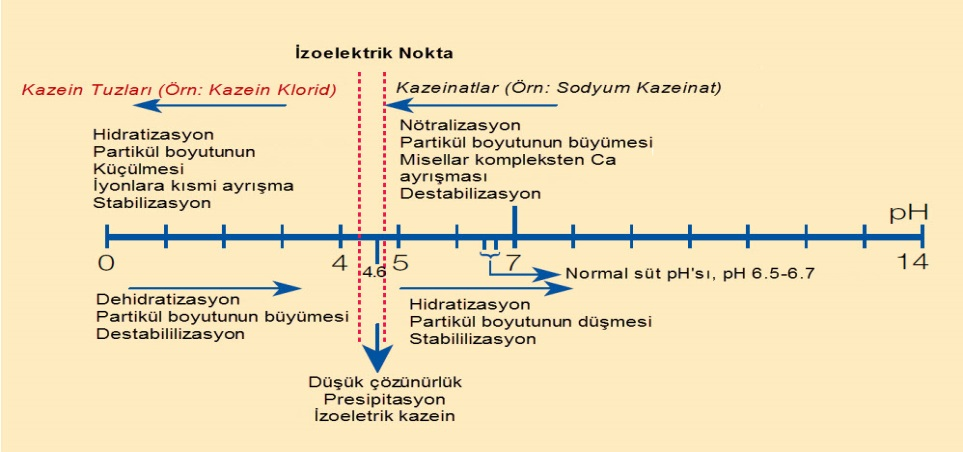 İzoelektrik Nokta
Kazein Tuzları (Örn: Kazein Klorid)
Kazeinatlar (Örn: Sodyum Kazeinat)
Hidratizasyon
Partikül boyutunun
Küçülmesi
İyonlara kısmi ayrışma
Stabilizasyon
Nötralizasyon
Partikül boyutunun büyümesi
Misellar kompleksten Ca
ayrışması
Destabilizasyon
pH
0 4 4.6 5 7 14
Normal süt pH'sı, pH 6.5-6.7
Dehidratizasyon
Partikül boyutunun büyümesi
Destabililizasyon
Hidratizasyon
Partikül boyutunun düşmesi
Stabililizasyon
Düşük çözünürlük
Presipitasyon
İzoeletrik kazein